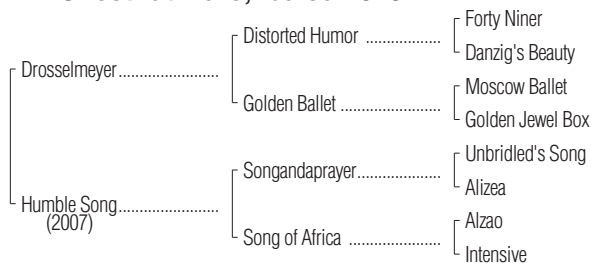 Forty Niner
Distorted Humor ..................
Danzig's Beauty
Drosselmeyer........................
Moscow Ballet
Golden Ballet ........................
Golden Jewel Box
Unbridled's Song
Songandaprayer....................
Alizea
Humble Song........................
(2007)
Alzao
Song of Africa ......................
Intensive